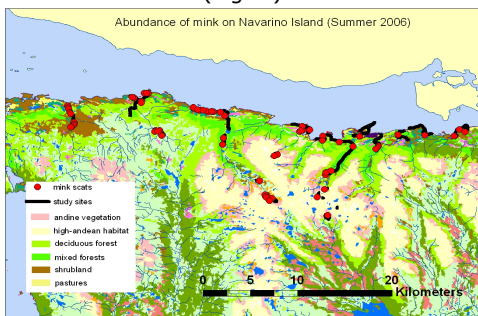 Abundance of mink on Navarino Island (Summer 2006)
mink scats
study sites
andine vegetation
high-andean habitat
deciduous forest
mixed forests
shrubland
pastures
0 5 10 20
Kilometers